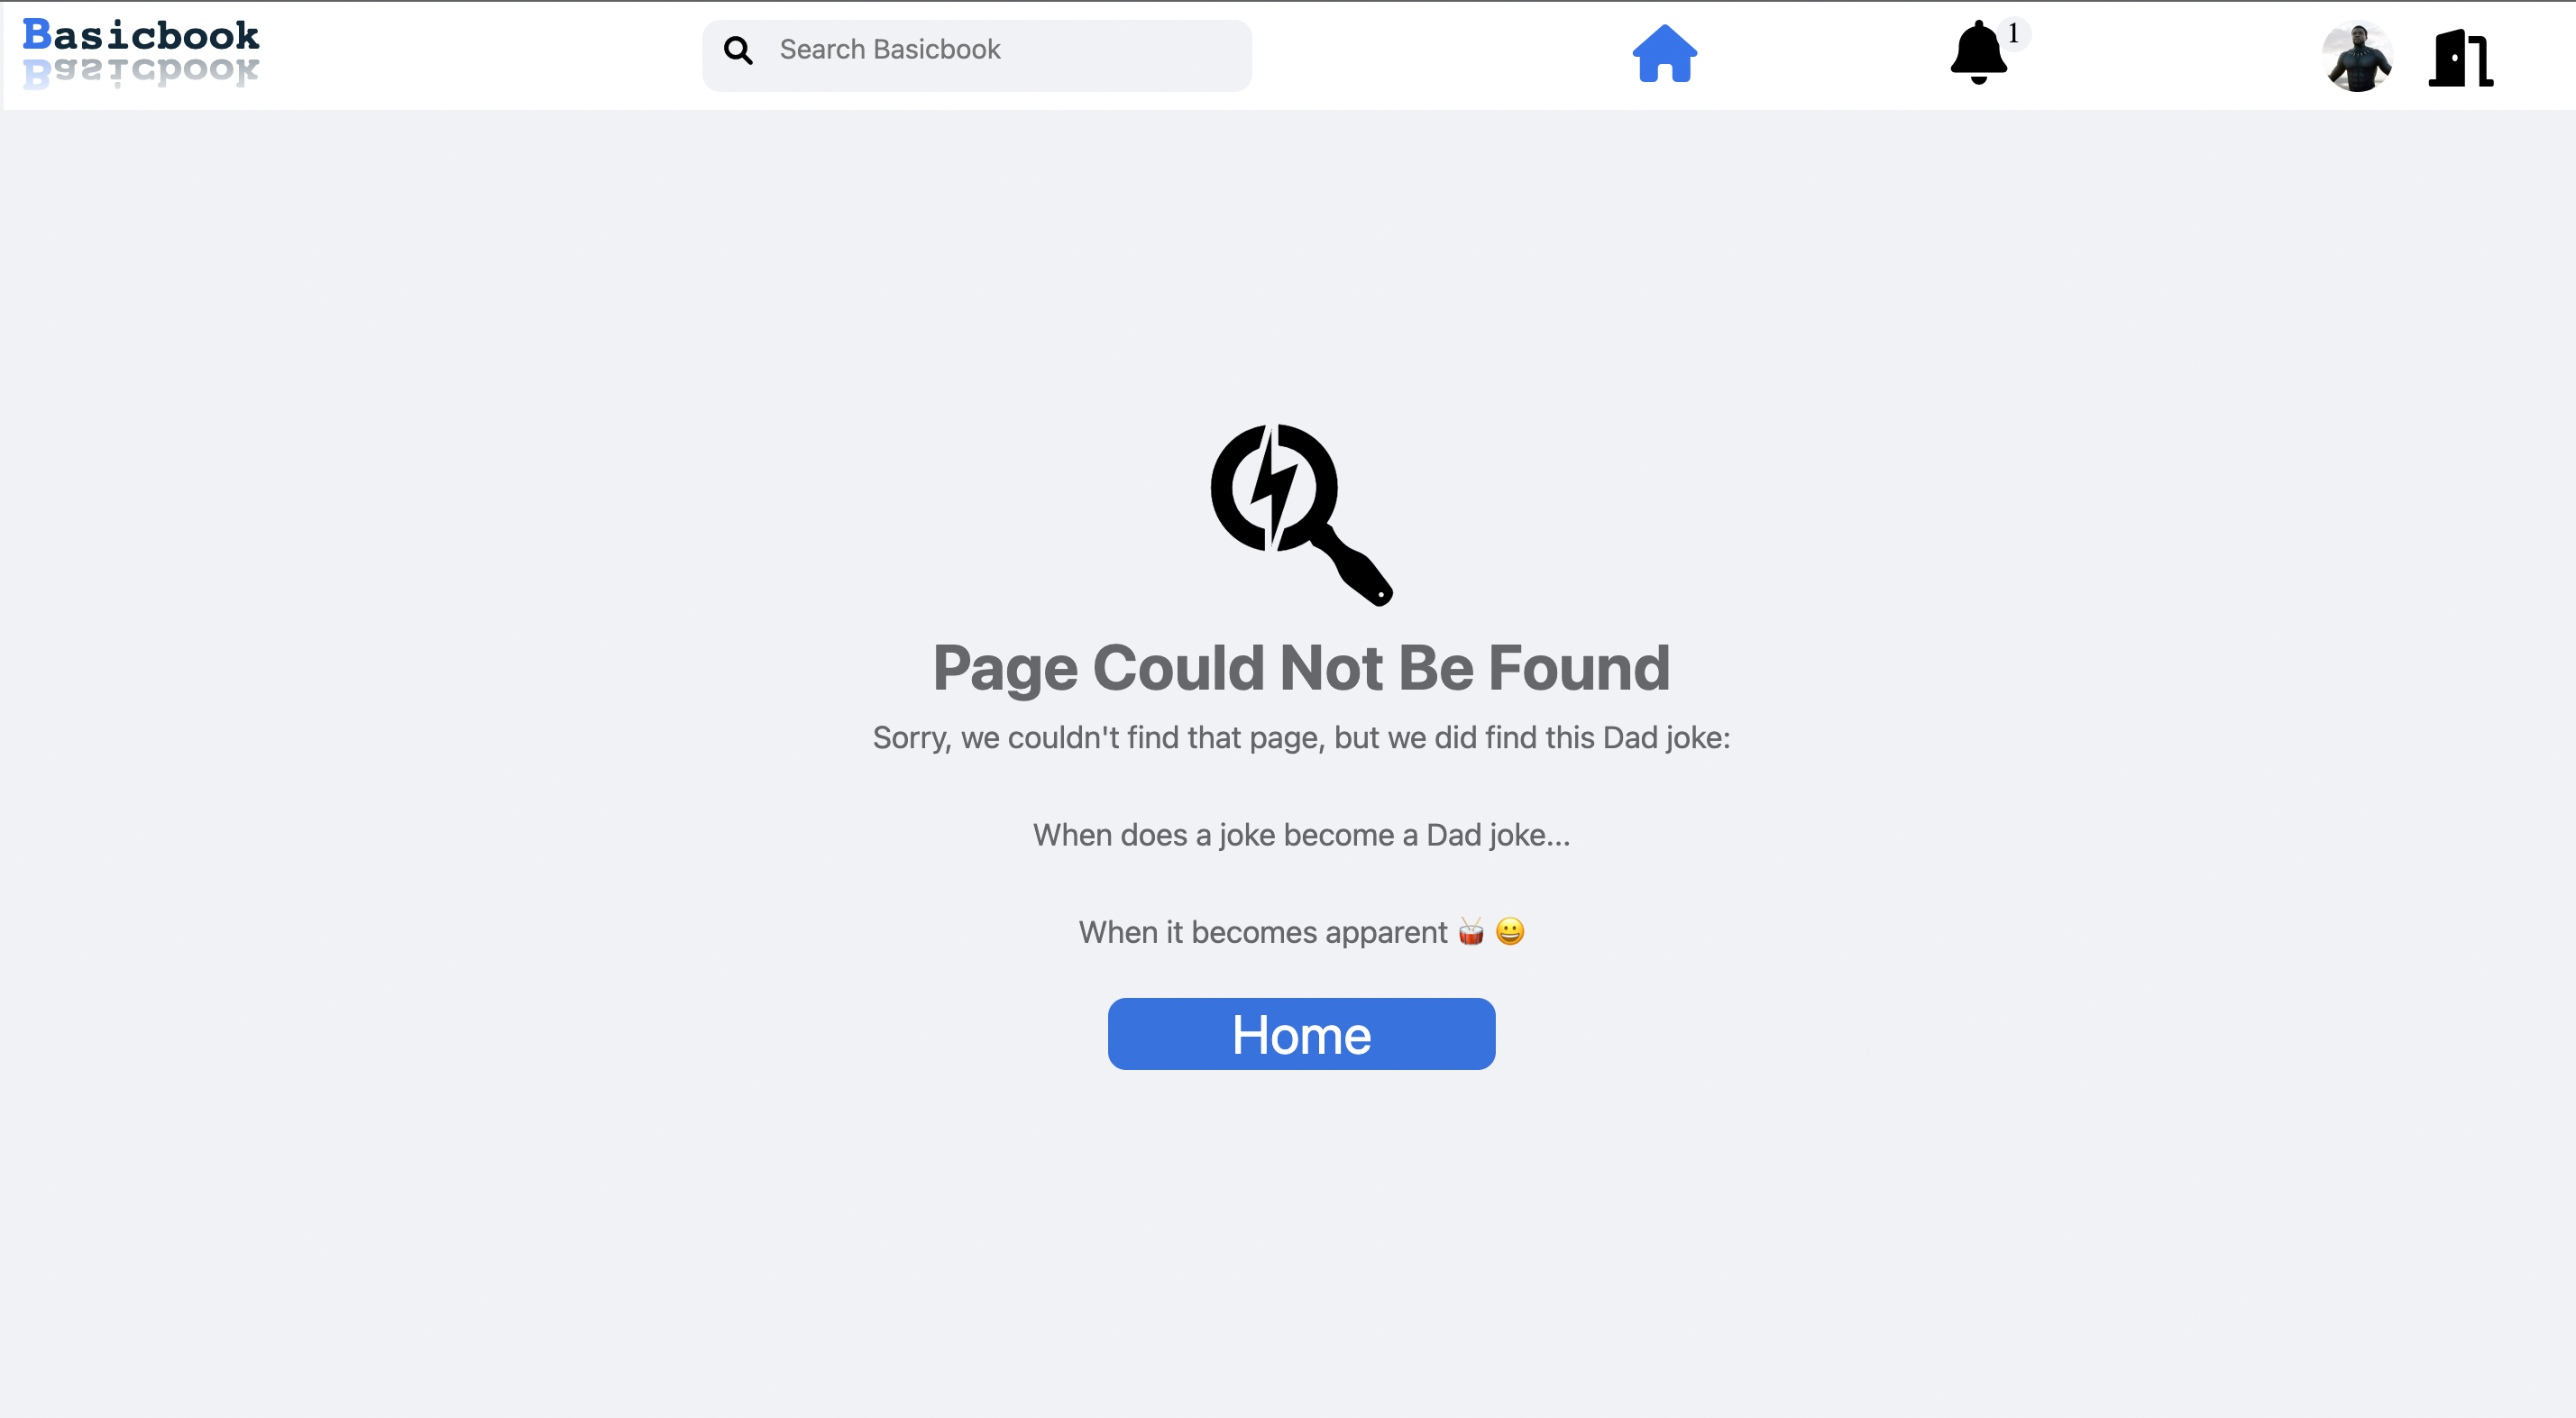 Basicbook
Search Basicbook
1
Page Could Not Be Found
Sorry, we couldn't find that page, but we did find this Dad joke:
When does a joke become a Dad joke...
When it becomes apparent 🥁 😀
Home